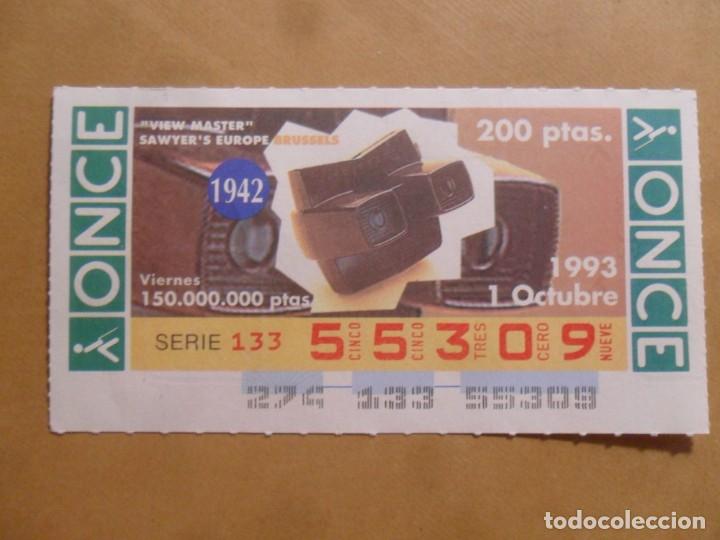 ONCE
"VIEW MASTER"
SAWYER'S EUROPE BRUSSELS
1942
200 ptas.
Viernes
150.000.000 ptas
1993
1 Octubre
ONCE
SERIE 133 5 CINCO 5 CINCO 3 TRES 0 CERO 9 NUEVE
274 133 55309
todocoleccion.net